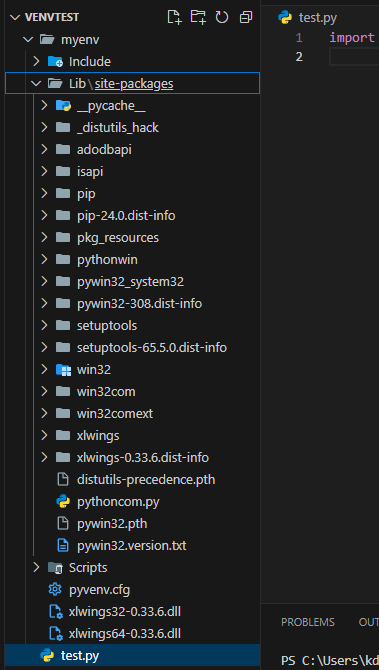 VENVTEST
myenv
Include
Lib\site-packages
__pycache__
_distutils_hack
adodbapi
isapi
pip
pip-24.0.dist-info
pkg_resources
pythonwin
pywin32_system32
pywin32-308.dist-info
setuptools
setuptools-65.5.0.dist-info
win32
win32com
win32comext
xlwings
xlwings-0.33.6.dist-info
distutils-precedence.pth
pythoncom.py
pywin32.pth
pywin32.version.txt
Scripts
pyvenv.cfg
xlwings32-0.33.6.dll
xlwings64-0.33.6.dll
test.py
test.py
1 import
2
PROBLEMS OU
PS C:\Users\kd